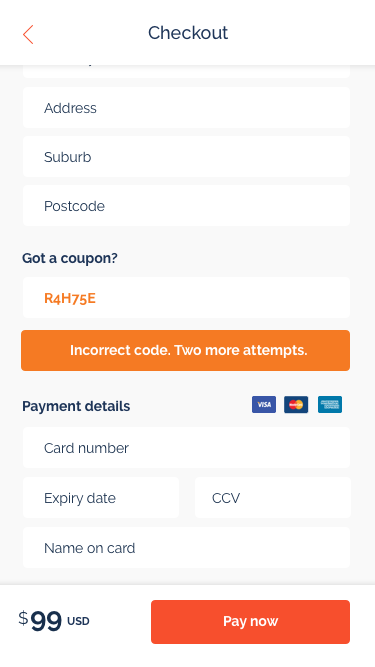 Checkout
Address
Suburb
Postcode
Got a coupon?
R4H75E
Incorrect code. Two more attempts.
Payment details VISA
Card number
Expiry date CCV
Name on card
$99 USD Pay now